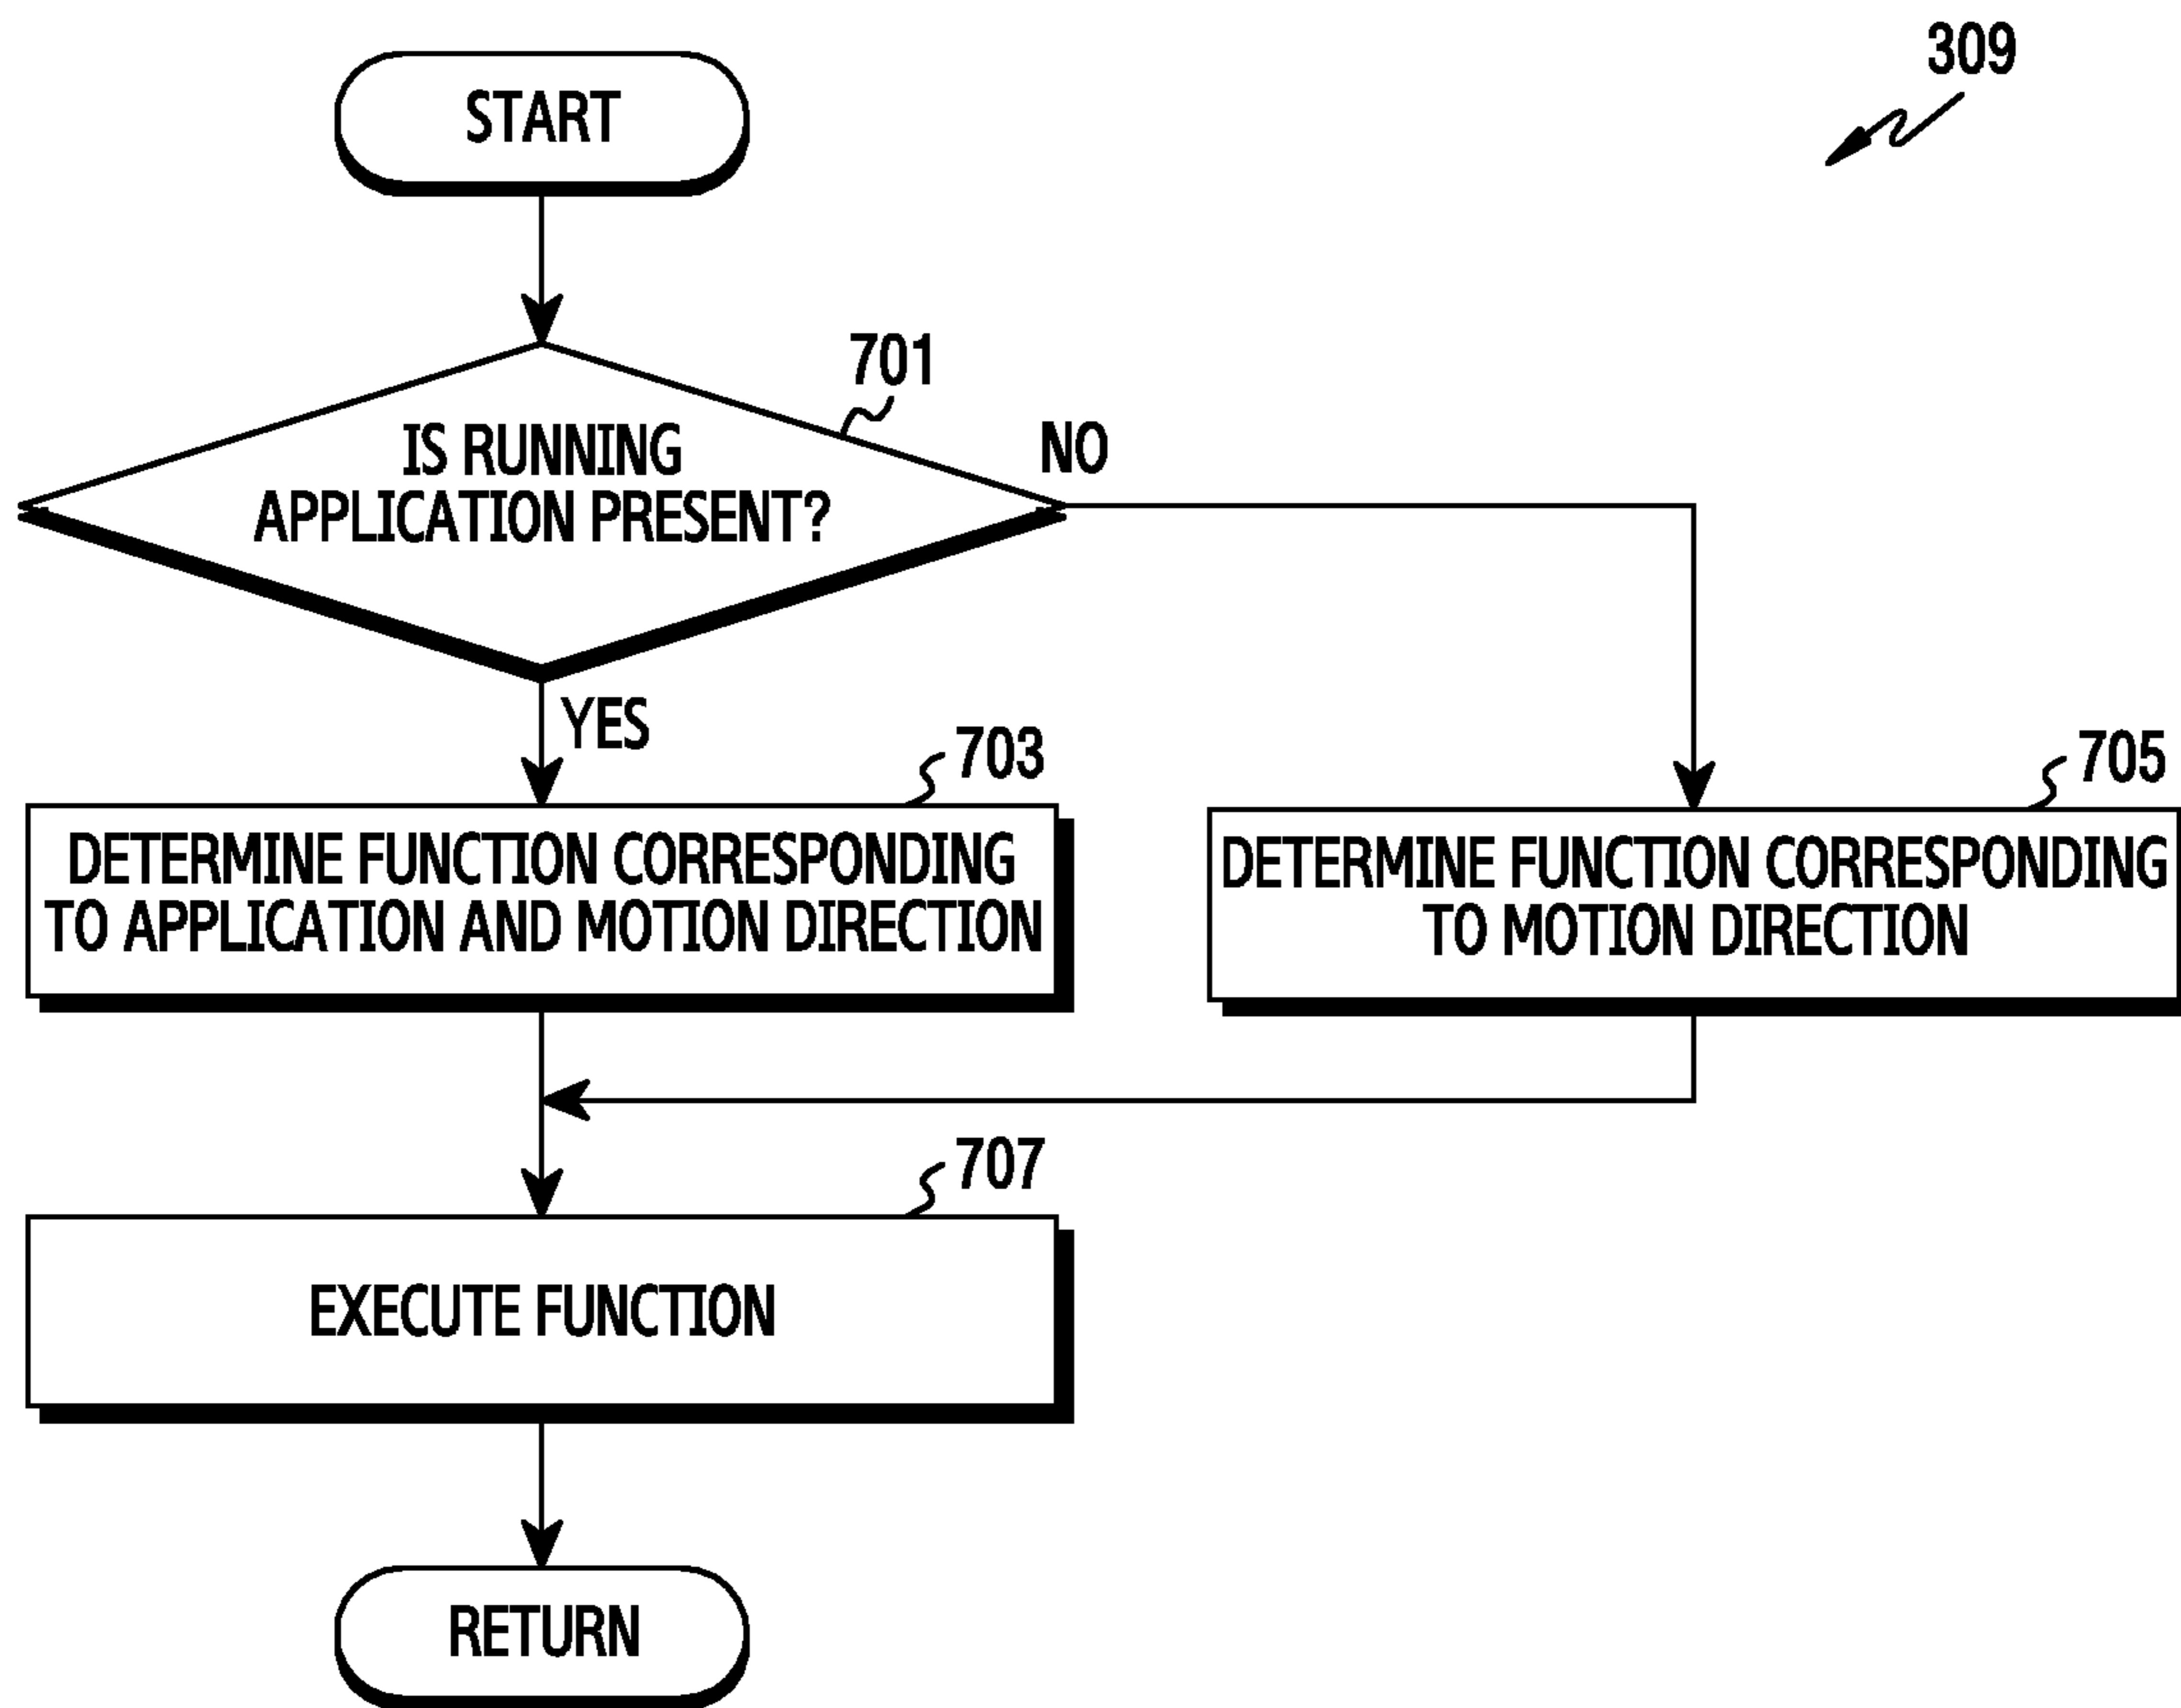 309
START
701
IS RUNNING
APPLICATION PRESENT?
NO
YES
703
DETERMINE FUNCTION CORRESPONDING
TO APPLICATION AND MOTION DIRECTION
705
DETERMINE FUNCTION CORRESPONDING
TO MOTION DIRECTION
707
EXECUTE FUNCTION
RETURN